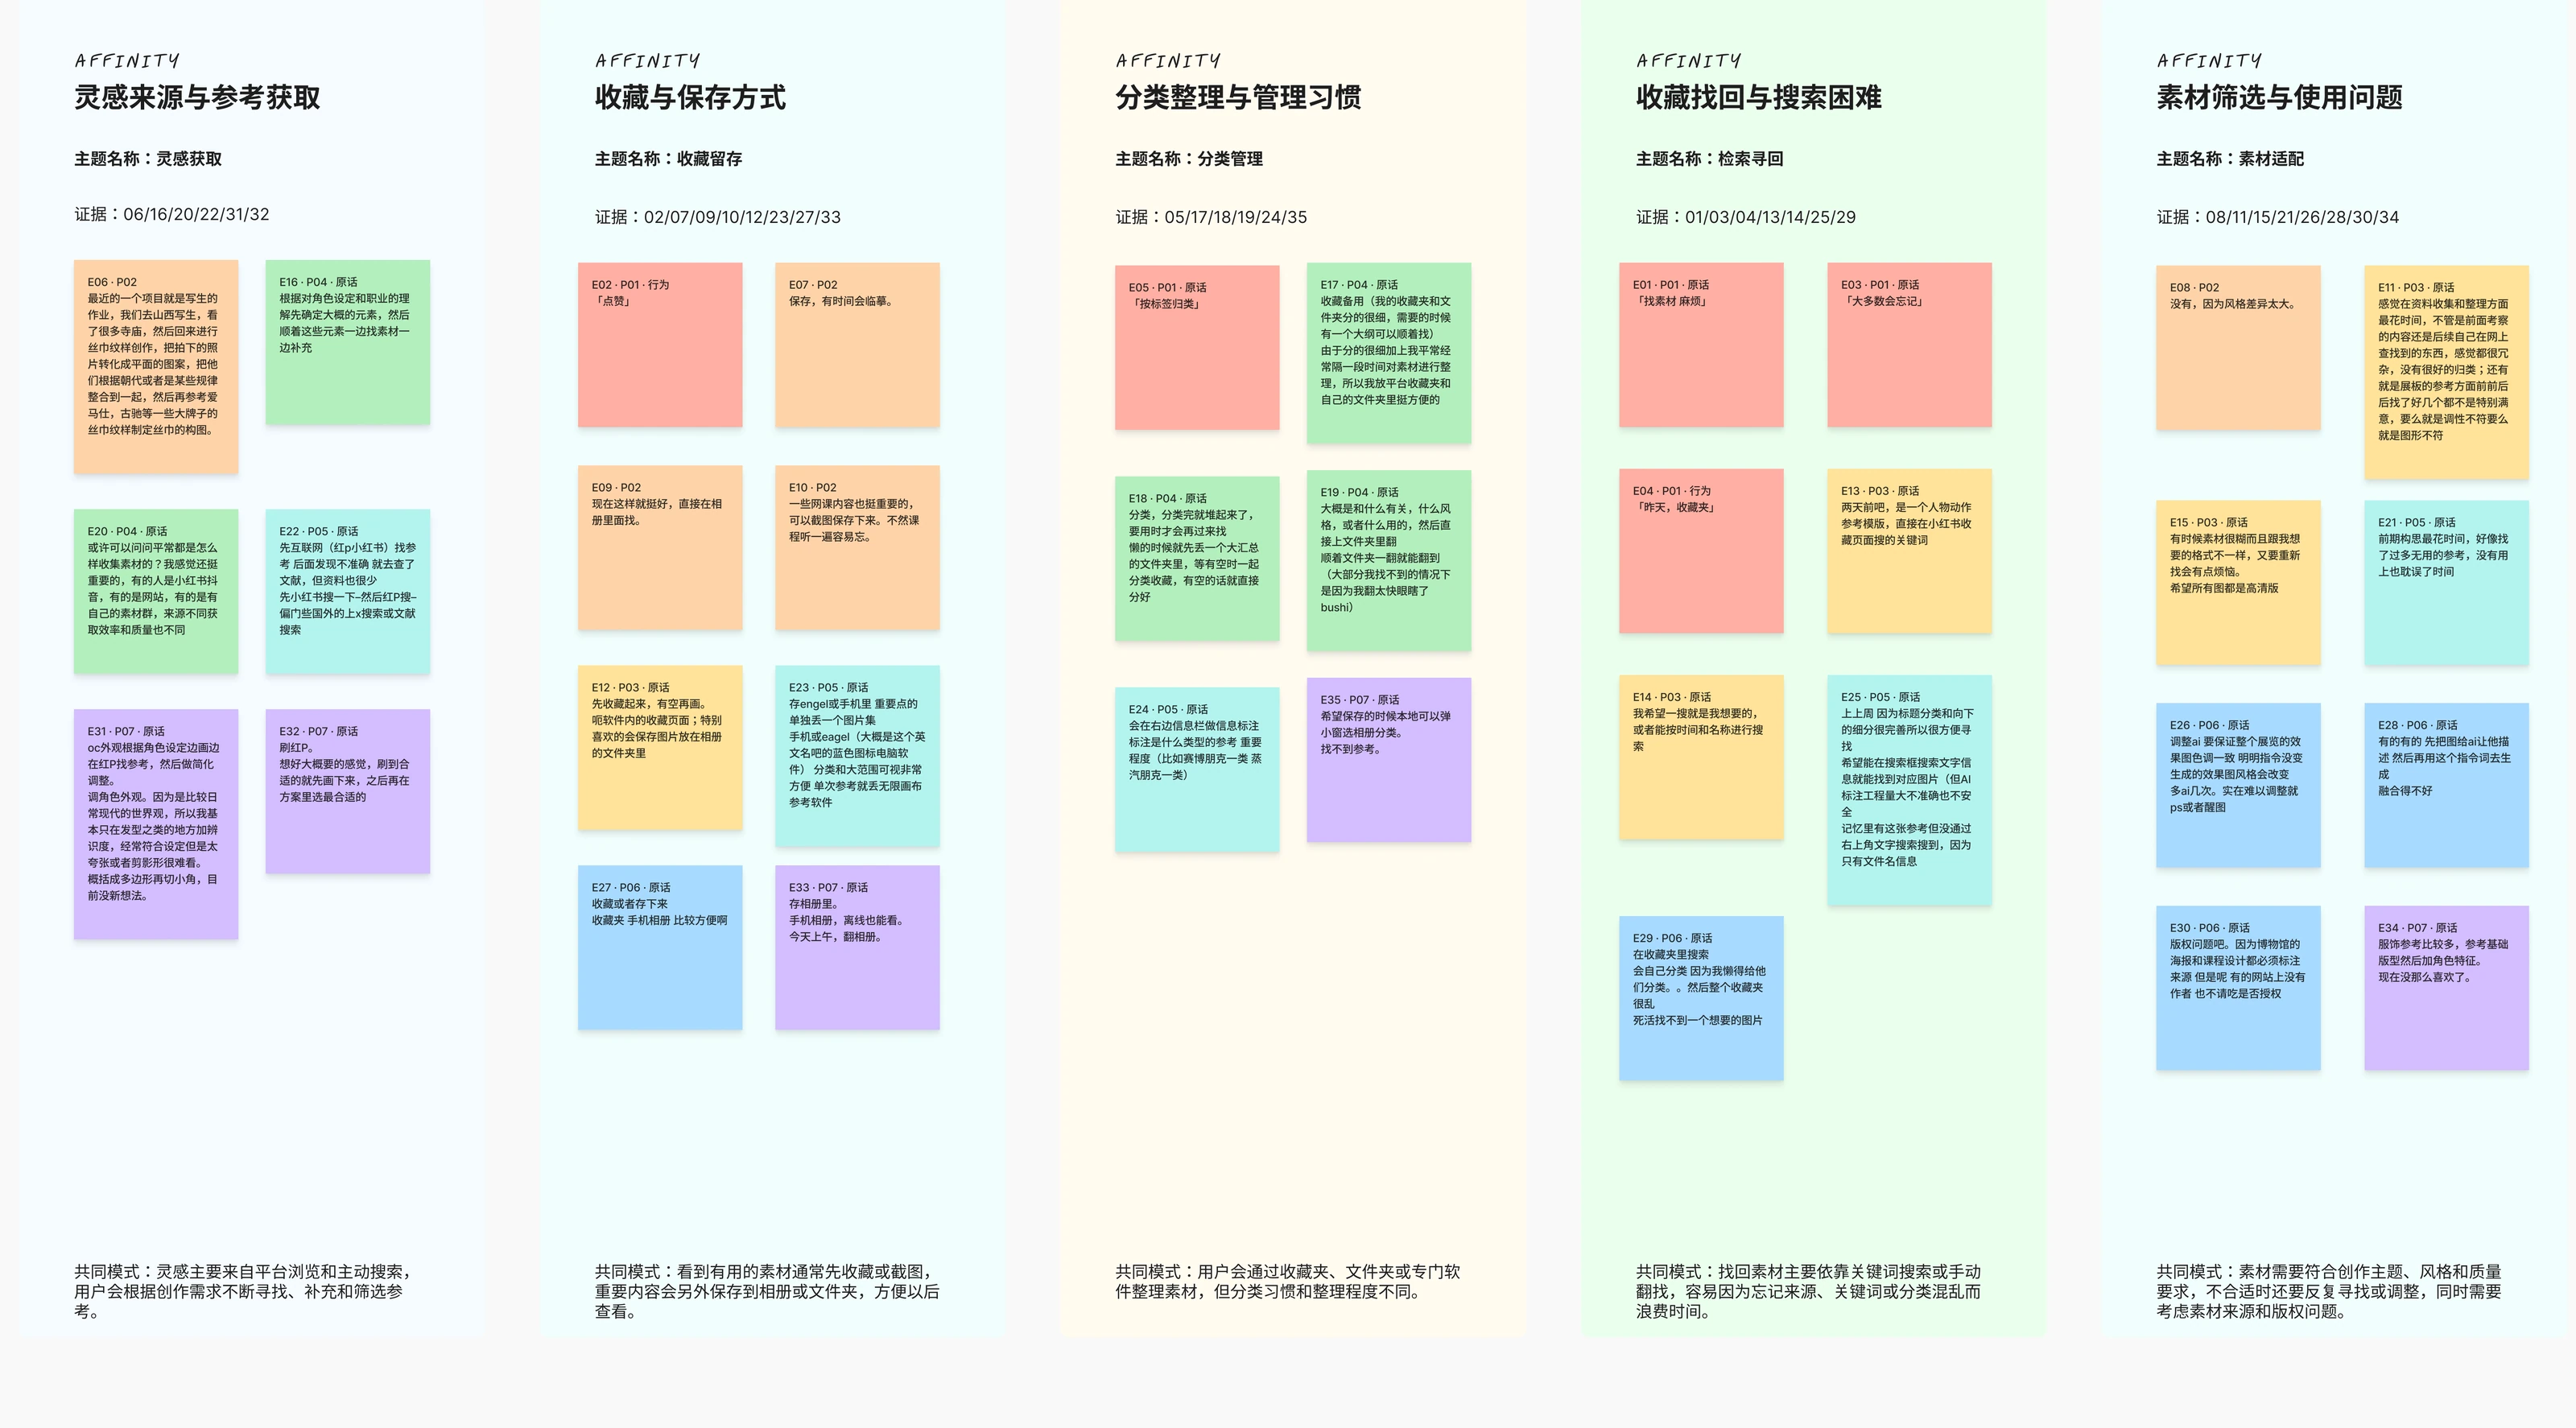 AFFINITY
灵感来源与参考获取
主题名称：灵感获取
证据：06/16/20/22/31/32
E06 · P02
最近的一个项目就是写生的
作业，我们去山西写生，看
了很多寺庙，然后回来进行
丝巾纹样创作，把拍下的照
片转化成平面的图案，把他
们根据朝代或者是某些规律
整合到一起，然后再参考爱
马仕，古驰等一些大牌子的
丝巾纹样制定丝巾的构图。
E16 · P04 · 原话
根据对角色设定和职业的理
解先确定大概的元素，然后
顺着这些元素一边找素材一
边补充
E20 · P04 · 原话
或许可以问问平常都是怎么
样收集素材的？我感觉还挺
重要的，有的人是小红书抖
音，有的是网站，有的是有
自己的素材群，来源不同获
取效率和质量也不同
E22 · P05 · 原话
先互联网（红p小红书）找参
考 后面发现不准确 就去查了
文献，但资料也很少
先小红书搜一下–然后红P搜–
偏门些国外的上x搜索或文献
搜索
E31 · P07 · 原话
oc外观根据角色设定边画边
在红P找参考，然后做简化
调整。
调角色外观。因为是比较日
常现代的世界观，所以我基
本只在发型之类的地方加辨
识度，经常符合设定但是太
夸张或者剪影形很难看。
概括成多边形再切小角，目
前没新想法。
E32 · P07 · 原话
刷红P。
想好大概要的感觉，刷到合
适的就先画下来，之后再在
方案里选最合适的
共同模式：灵感主要来自平台浏览和主动搜索，
用户会根据创作需求不断寻找、补充和筛选参
考。
AFFINITY
收藏与保存方式
主题名称：收藏留存
证据：02/07/09/10/12/23/27/33
E02 · P01 · 行为
「点赞」
E07 · P02
保存，有时间会临摹。
E09 · P02
现在这样就挺好，直接在相
册里面找。
E10 · P02
一些网课内容也挺重要的，
可以截图保存下来。不然课
程听一遍容易忘。
E12 · P03 · 原话
先收藏起来，有空再画。
呃软件内的收藏页面；特别
喜欢的会保存图片放在相册
的文件夹里
E23 · P05 · 原话
存engel或手机里 重要点的
单独丢一个图片集
手机或eagel（大概是这个英
文名吧的蓝色图标电脑软
件） 分类和大范围可视非常
方便 单次参考就丢无限画布
参考软件
E27 · P06 · 原话
收藏或者存下来
收藏夹 手机相册 比较方便啊
E33 · P07 · 原话
存相册里。
手机相册，离线也能看。
今天上午，翻相册。
共同模式：看到有用的素材通常先收藏或截图，
重要内容会另外保存到相册或文件夹，方便以后
查看。
AFFINITY
分类整理与管理习惯
主题名称：分类管理
证据：05/17/18/19/24/35
E05 · P01 · 原话
「按标签归类」
E17 · P04 · 原话
收藏备用（我的收藏夹和文
件夹分的很细，需要的时候
有一个大纲可以顺着找）
由于分的很细加上我平常经
常隔一段时间对素材进行整
理，所以我放平台收藏夹和
自己的文件夹里挺方便的
E18 · P04 · 原话
分类，分类完就堆起来了，
要用时才会再过来找
懒的时候就先丢一个大汇总
的文件夹里，等有空时一起
分类收藏，有空的话就直接
分好
E19 · P04 · 原话
大概是和什么有关，什么风
格，或者什么用的，然后直
接上文件夹里翻
顺着文件夹一翻就能翻到
（大部分我找不到的情况下
是因为我翻太快眼瞎了
bushi）
E24 · P05 · 原话
会在右边信息栏做信息标注
标注是什么类型的参考 重要
程度（比如赛博朋克一类 蒸
汽朋克一类）
E35 · P07 · 原话
希望保存的时候本地可以弹
小窗选相册分类。
找不到参考。
共同模式：用户会通过收藏夹、文件夹或专门软
件整理素材，但分类习惯和整理程度不同。
AFFINITY
收藏找回与搜索困难
主题名称：检索寻回
证据：01/03/04/13/14/25/29
E01 · P01 · 原话
「找素材 麻烦」
E03 · P01 · 原话
「大多数会忘记」
E04 · P01 · 行为
「昨天，收藏夹」
E13 · P03 · 原话
两天前吧，是一个人物动作
参考模版，直接在小红书收
藏页面搜的关键词
E14 · P03 · 原话
我希望一搜就是我想要的，
或者能按时间和名称进行搜
索
E25 · P05 · 原话
上上周 因为标题分类和向下
的细分很完善所以很方便寻
找
希望能在搜索框搜索文字信
息就能找到对应图片（但AI
标注工程量大不准确也不安
全
记忆里有这张参考但没通过
右上角文字搜索搜到，因为
只有文件名信息
E29 · P06 · 原话
在收藏夹里搜索
会自己分类 因为我懒得给他
们分类。。然后整个收藏夹
很乱
死活找不到一个想要的图片
共同模式：找回素材主要依靠关键词搜索或手动
翻找，容易因为忘记来源、关键词或分类混乱而
浪费时间。
AFFINITY
素材筛选与使用问题
主题名称：素材适配
证据：08/11/15/21/26/28/30/34
E08 · P02
没有，因为风格差异太大。
E11 · P03 · 原话
感觉在资料收集和整理方面
最花时间，不管是前面考察
的内容还是后续自己在网上
查找到的东西，感觉都很冗
杂，没有很好的归类；还有
就是展板的参考方面前前后
后找了好几个都不是特别满
意，要么就是调性不符要么
就是图形不符
E15 · P03 · 原话
有时候素材很糊而且跟我想
要的格式不一样，又要重新
找会有点烦恼。
希望所有图都是高清版
E21 · P05 · 原话
前期构思最花时间，好像找
了过多无用的参考，没有用
上也耽误了时间
E26 · P06 · 原话
调整ai 要保证整个展览的效
果图色调一致 明明指令没变
生成的效果图风格会改变
多ai几次。实在难以调整就
ps或者醒图
E28 · P06 · 原话
有的有的 先把图给ai让他描
述 然后再用这个指令词去生
成
融合得不好
E30 · P06 · 原话
版权问题吧。因为博物馆的
海报和课程设计都必须标注
来源 但是呢 有的网站上没有
作者 也不请吃是否授权
E34 · P07 · 原话
服饰参考比较多，参考基础
版型然后加角色特征。
现在没那么喜欢了。
共同模式：素材需要符合创作主题、风格和质量
要求，不合适时还要反复寻找或调整，同时需要
考虑素材来源和版权问题。